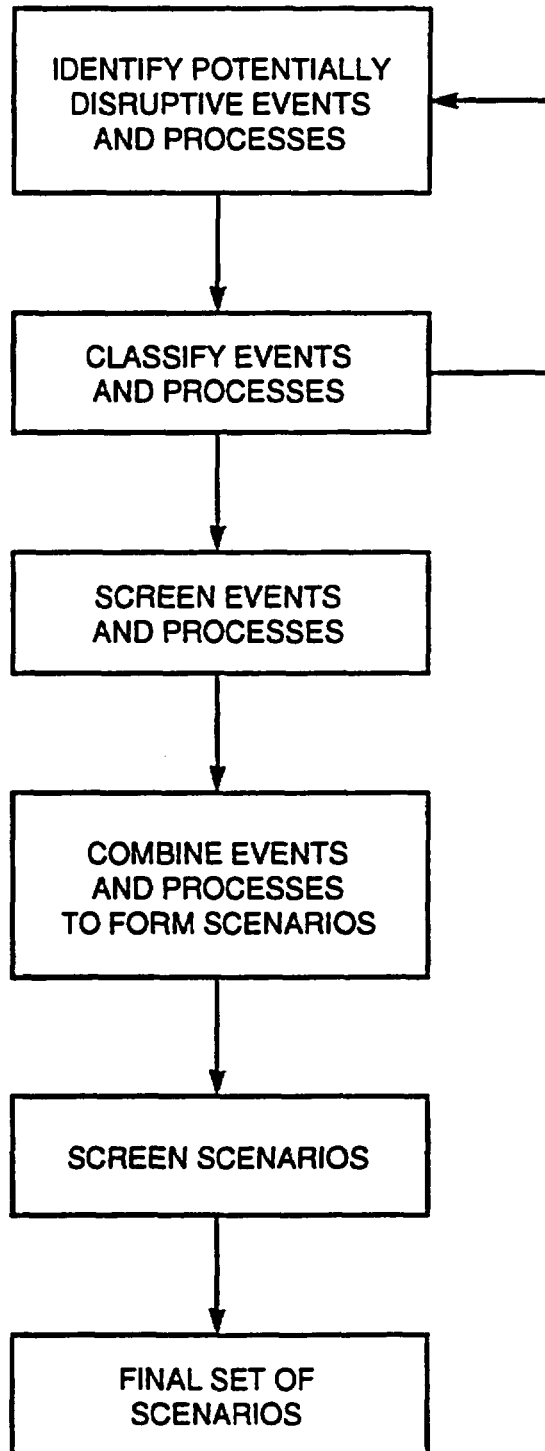 IDENTIFY POTENTIALLY
DISRUPTIVE EVENTS
AND PROCESSES
CLASSIFY EVENTS
AND PROCESSES
SCREEN EVENTS
AND PROCESSES
COMBINE EVENTS
AND PROCESSES
TO FORM SCENARIOS
SCREEN SCENARIOS
FINAL SET OF
SCENARIOS